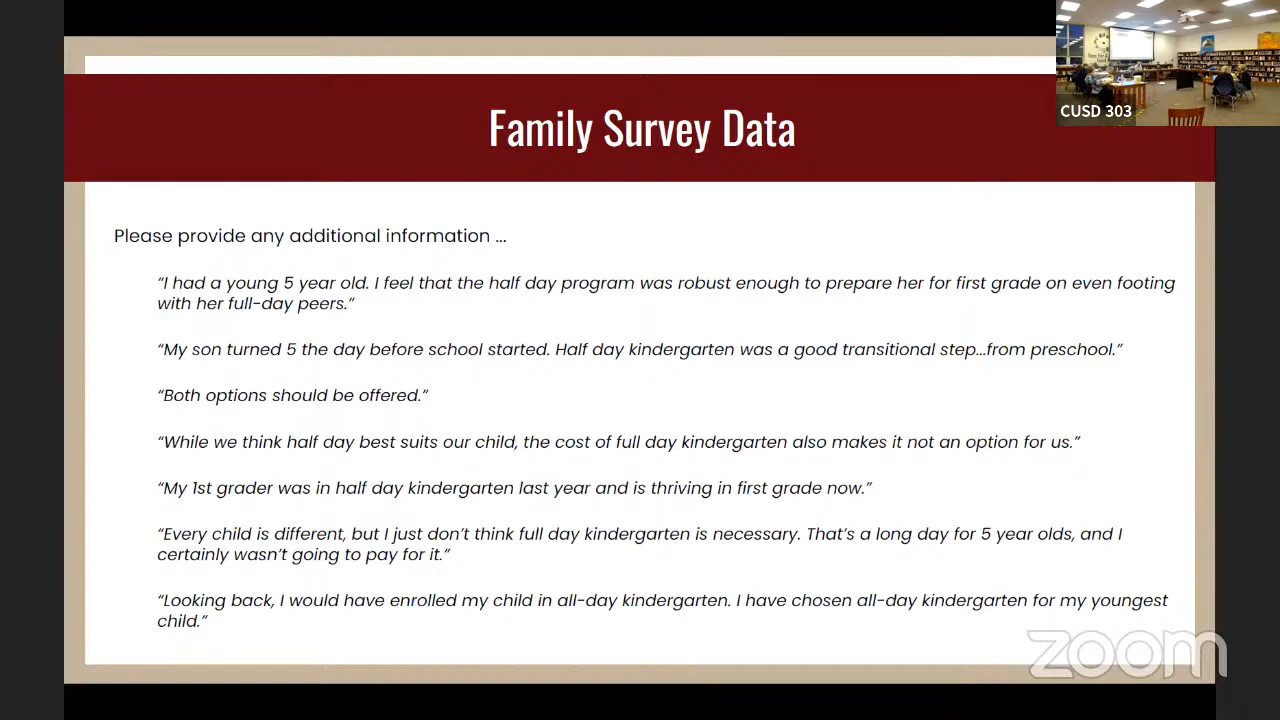 CUSD 303
Family Survey Data
Please provide any additional information ...
“I had a young 5 year old. I feel that the half day program was robust enough to prepare her for first grade on even footing
with her full-day peers.”
“My son turned 5 the day before school started. Half day kindergarten was a good transitional step...from preschool.”
“Both options should be offered.”
“While we think half day best suits our child, the cost of full day kindergarten also makes it not an option for us.”
“My 1st grader was in half day kindergarten last year and is thriving in first grade now.”
“Every child is different, but I just don’t think full day kindergarten is necessary. That’s a long day for 5 year olds, and I
certainly wasn’t going to pay for it.”
“Looking back, I would have enrolled my child in all-day kindergarten. I have chosen all-day kindergarten for my youngest
child.”
zoom